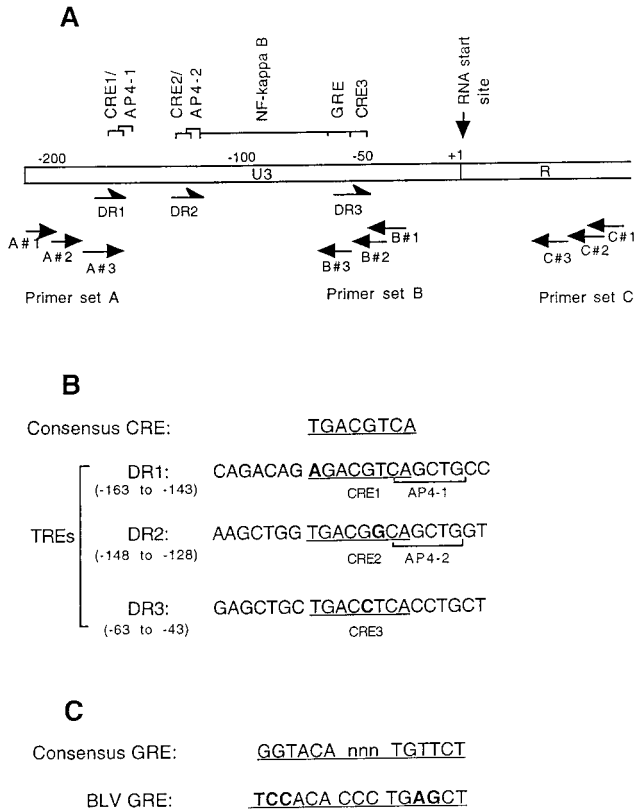 A
CRE1/
AP4-1
CRE2/
AP4-2
NF-kappa B
GRE
CRE3
RNA start
site
-200
-100
-50
+1
U3
R
DR1
DR2
DR3
A#1
A#2
A#3
B#1
B#2
B#3
C#1
C#2
C#3
Primer set A
Primer set B
Primer set C
B
Consensus CRE: TGACGTCA
TREs
DR1: CAGACAG AGACGTCAGCTGCC
(-163 to -143) CRE1 AP4-1
DR2: AAGCTGG TGACGGCAGCTGGT
(-148 to -128) CRE2 AP4-2
DR3: GAGCTGC TGACCTCACCTGCT
(-63 to -43) CRE3
C
Consensus GRE: GGTACA nnn TGTTCT
BLV GRE: TCCACA CCC TGAGCT